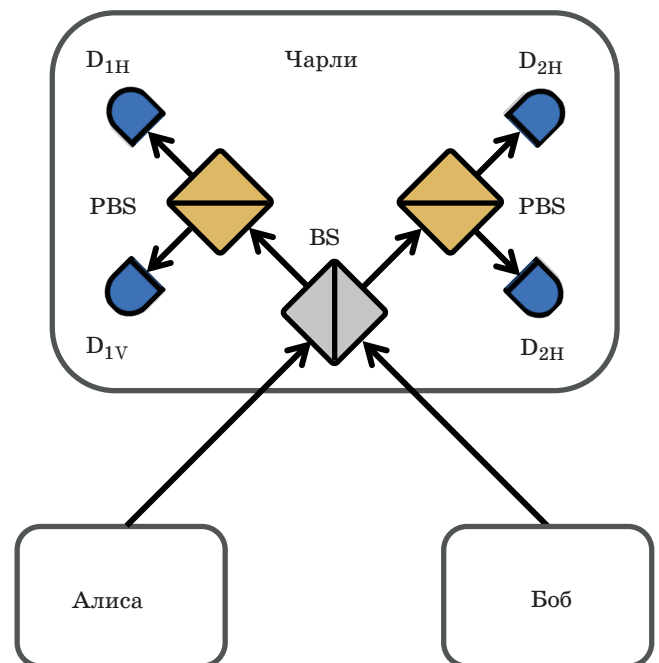 D1H
Чарли
D2H
PBS
PBS
BS
D1V
D2H
Алиса
Боб